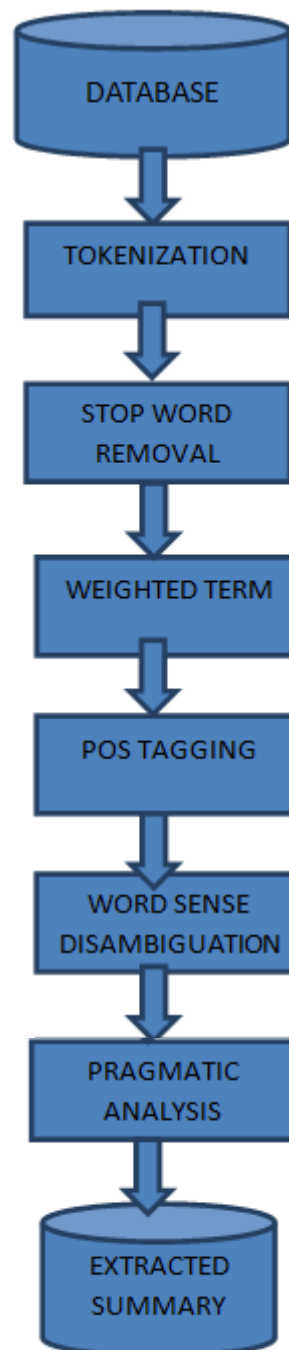 DATABASE
TOKENIZATION
STOP WORD
REMOVAL
WEIGHTED TERM
POS TAGGING
WORD SENSE
DISAMBIGUATION
PRAGMATIC
ANALYSIS
EXTRACTED
SUMMARY